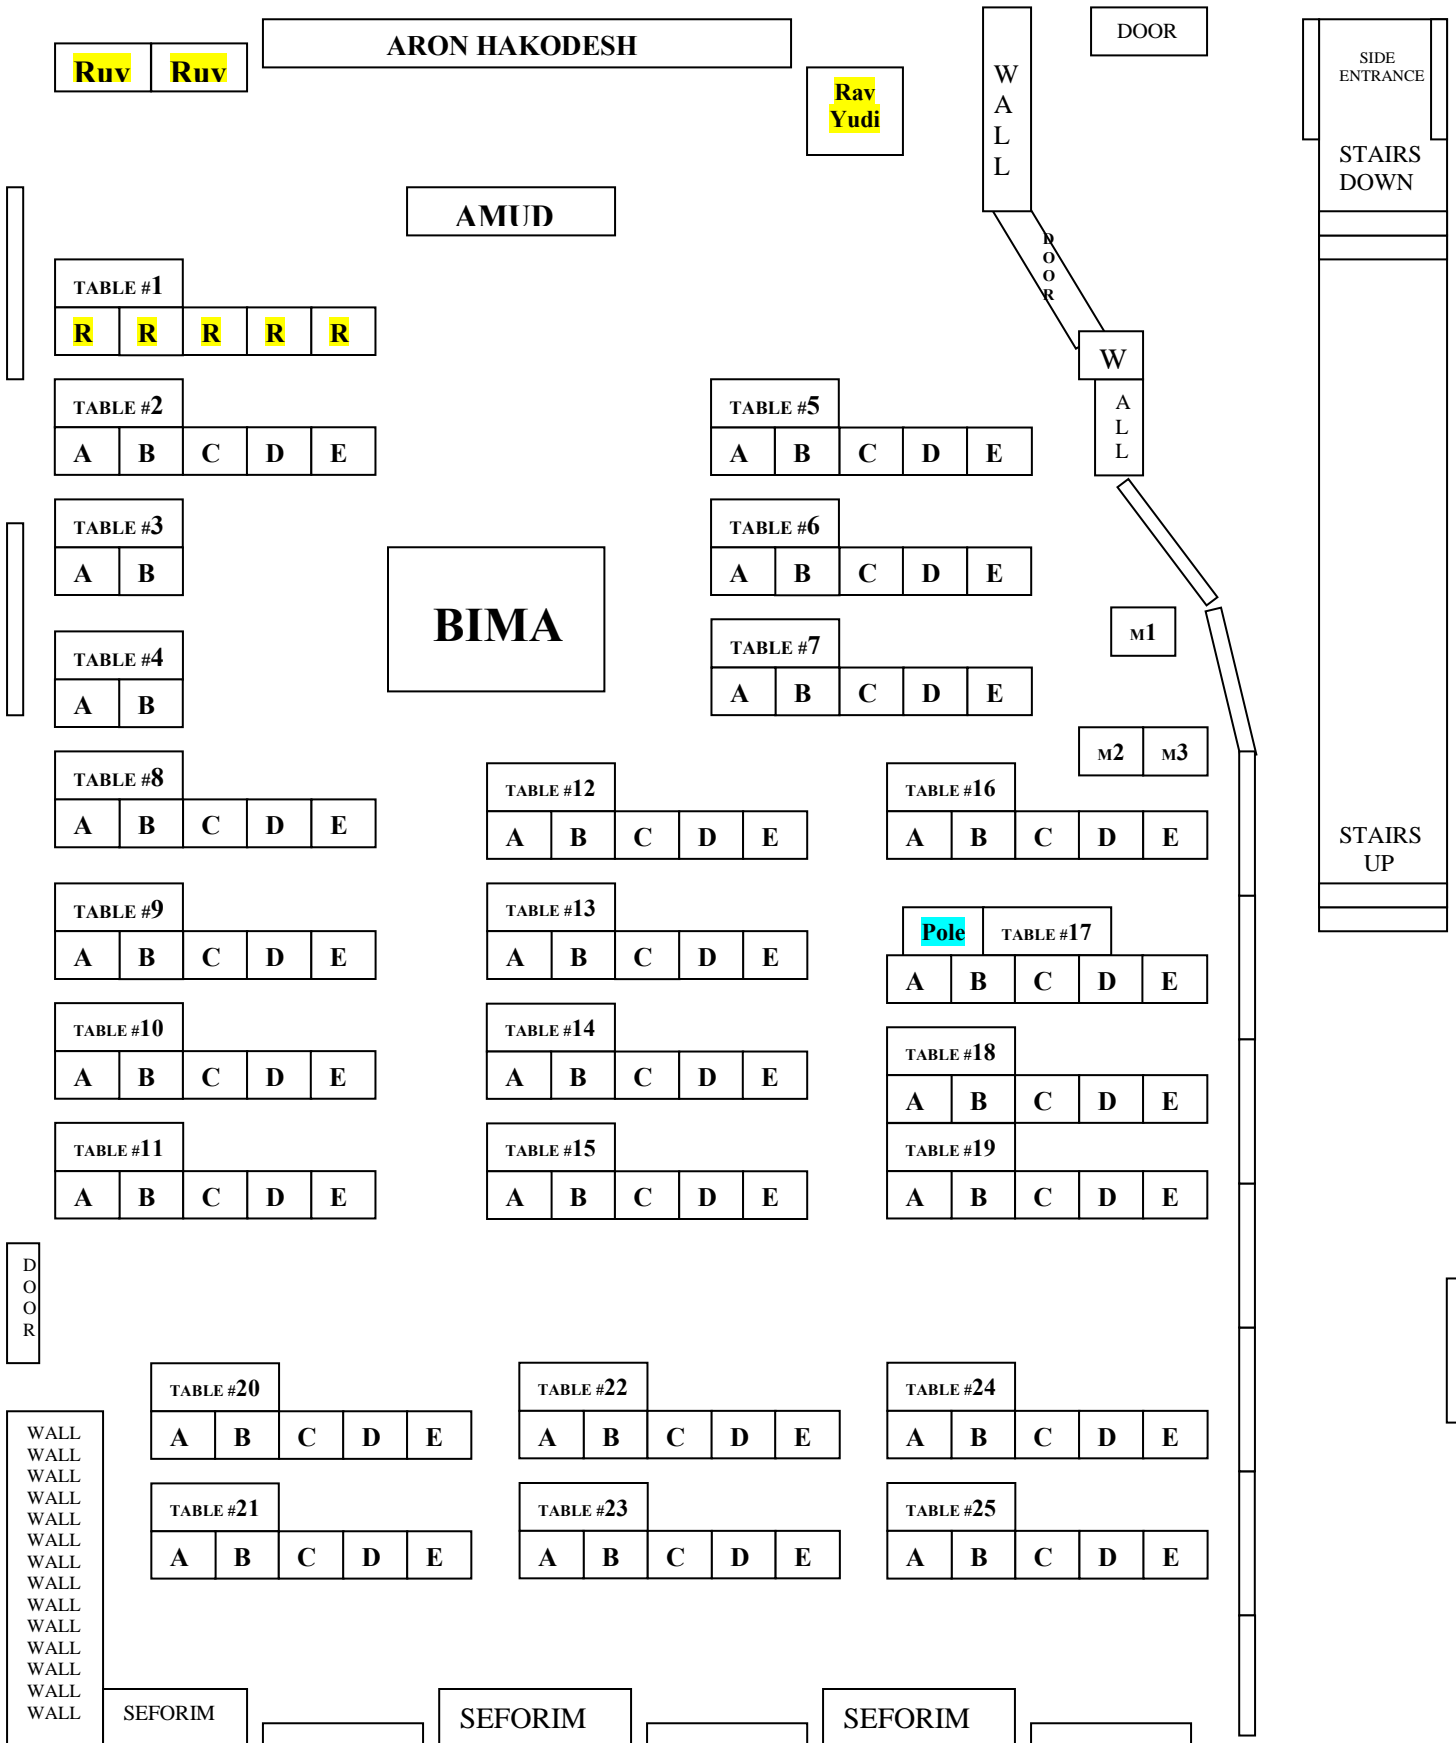 ARON HAKODESH
DOOR
Ruv Ruv
SIDE
ENTRANCE
W
A
L
L
Rav
Yudi
STAIRS
DOWN
AMUD
D
O
O
R
TABLE #1
R R R R R
W
A
L
L
TABLE #2
A B C D E
TABLE #5
A B C D E
TABLE #3
A B
TABLE #6
A B C D E
BIMA
M1
TABLE #4
A B
TABLE #7
A B C D E
M2 M3
TABLE #8
A B C D E
TABLE #12
A B C D E
TABLE #16
A B C D E
STAIRS
UP
TABLE #9
A B C D E
TABLE #13
A B C D E
Pole TABLE #17
A B C D E
TABLE #10
A B C D E
TABLE #14
A B C D E
TABLE #18
A B C D E
TABLE #11
A B C D E
TABLE #15
A B C D E
TABLE #19
A B C D E
D
O
O
R
TABLE #20
A B C D E
TABLE #22
A B C D E
TABLE #24
A B C D E
TABLE #21
A B C D E
TABLE #23
A B C D E
TABLE #25
A B C D E
WALL
WALL
WALL
WALL
WALL
WALL
WALL
WALL
WALL
WALL
WALL
WALL
WALL
WALL
SEFORIM
SEFORIM
SEFORIM